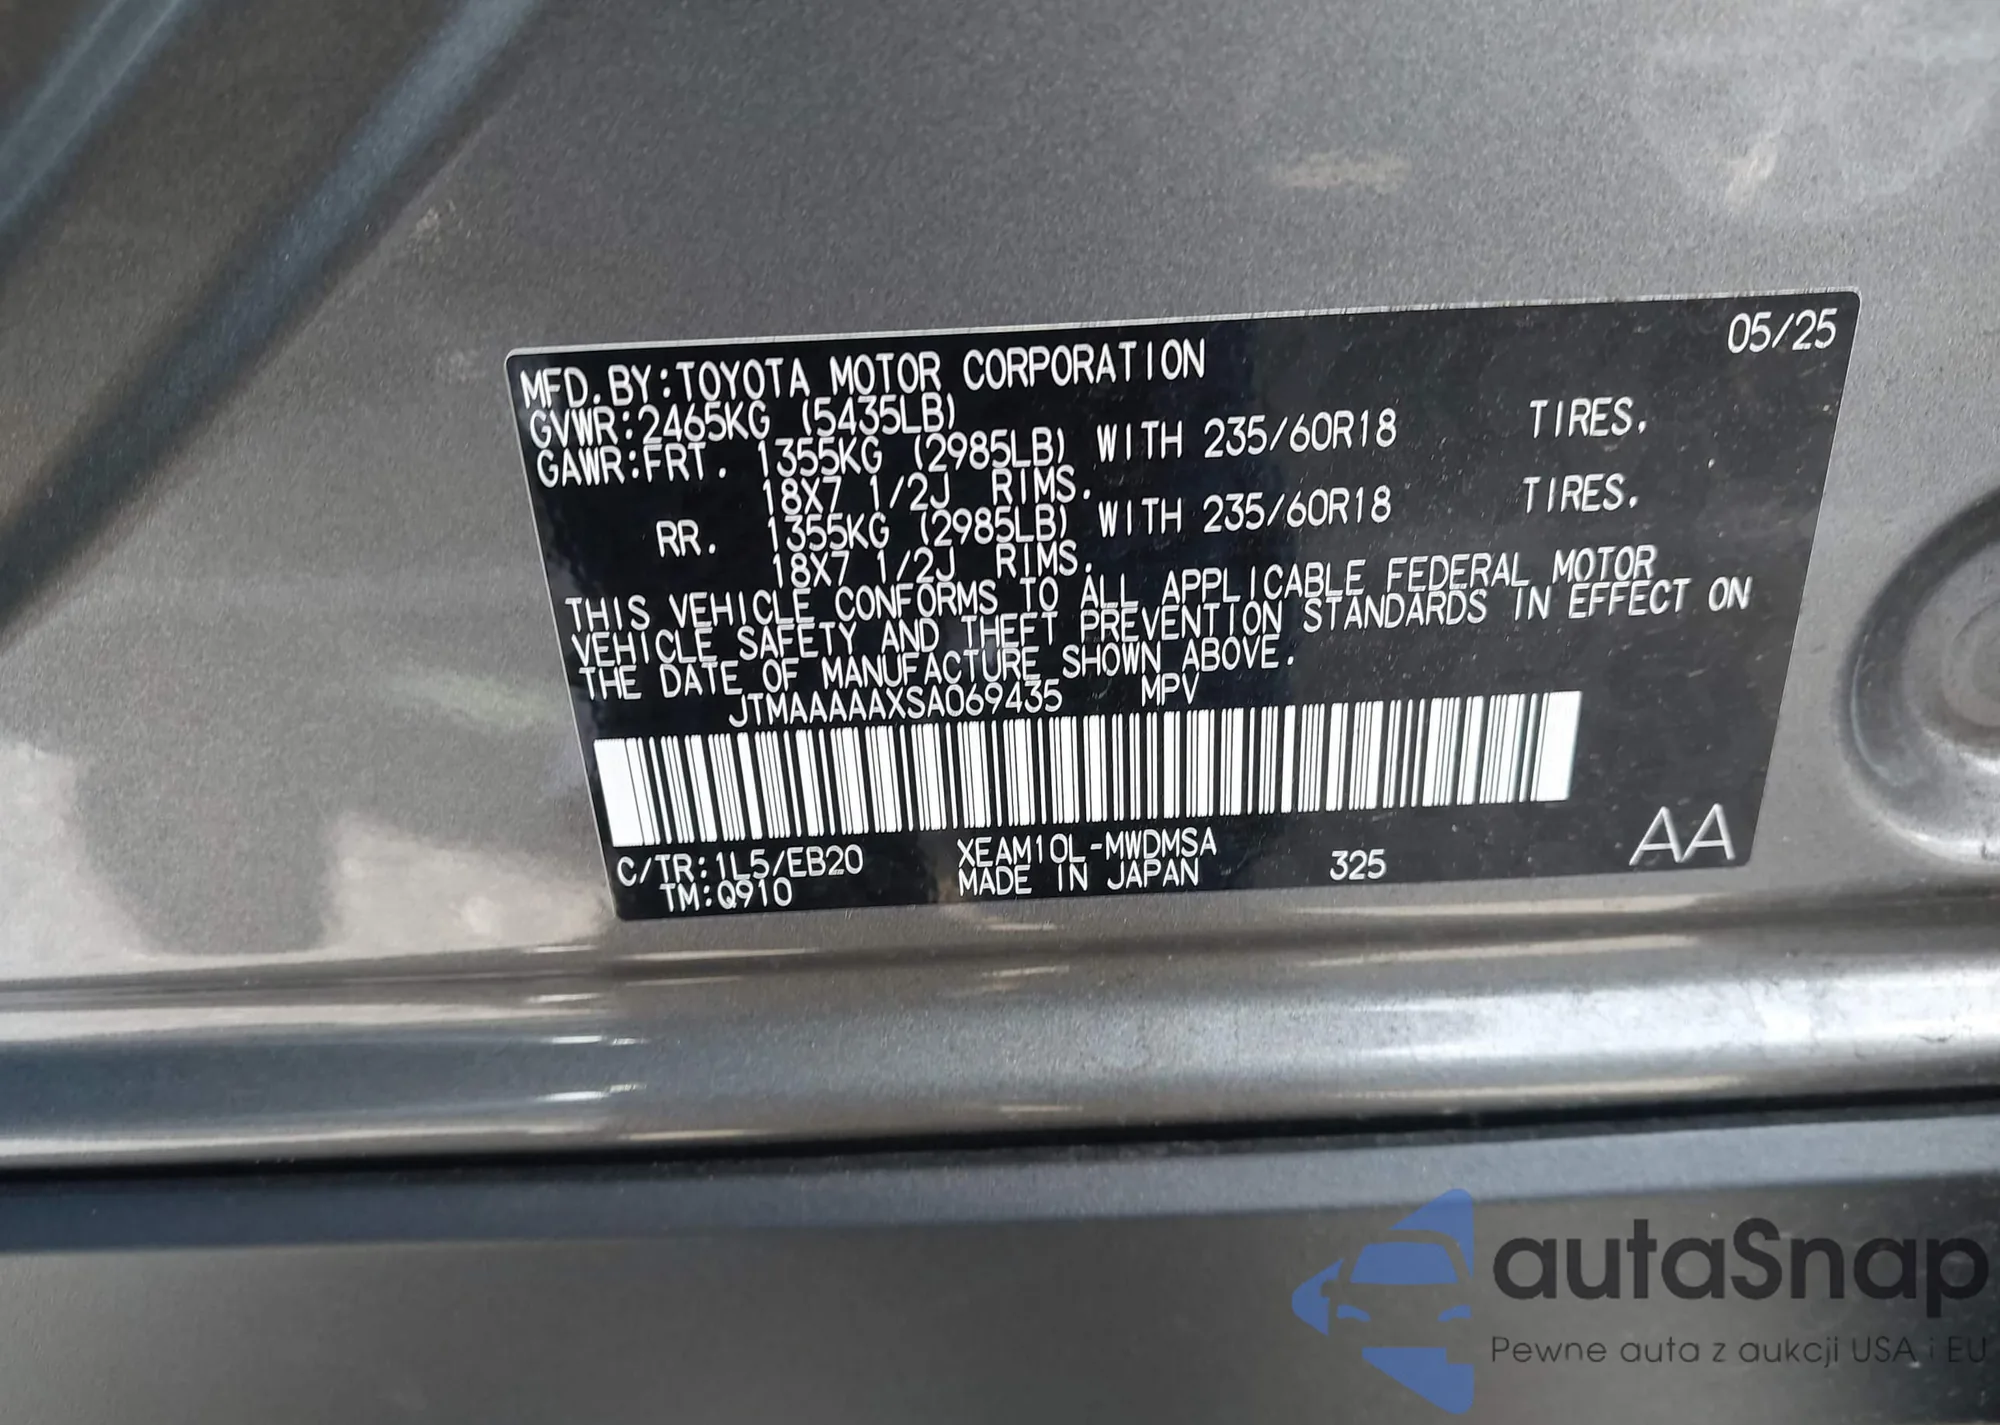 05/25
MFD.BY:TOYOTA MOTOR CORPORATION
GVWR:2465KG (5435LB)
GAWR:FRT. 1355KG (2985LB) WITH 235/60R18 TIRES.
18X7 1/2J RIMS.
RR. 1355KG (2985LB) WITH 235/60R18 TIRES.
18X7 1/2J RIMS.
THIS VEHICLE CONFORMS TO ALL APPLICABLE FEDERAL MOTOR
VEHICLE SAFETY AND THEFT PREVENTION STANDARDS IN EFFECT ON
THE DATE OF MANUFACTURE SHOWN ABOVE.
JTMAAAAAXSA069435 MPV
C/TR:1L5/EB20 XEAM10L-MWDMSA 325 AA
TM:Q910 MADE IN JAPAN
autaSnap
Pewne auta z aukcji USA i EU